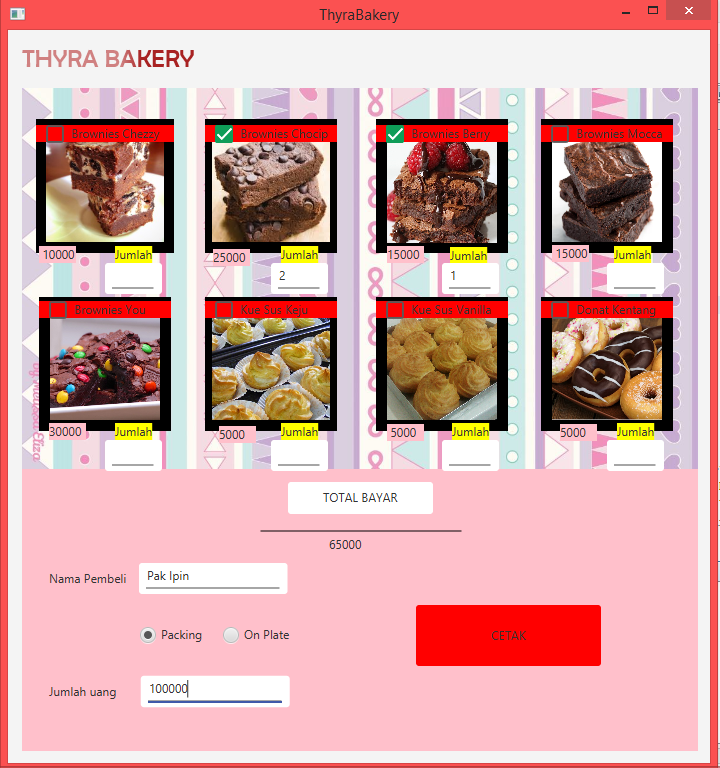 ThyraBakery
THYRA BAKERY
Brownies Chezzy
Brownies Chocip
Brownies Berry
Brownies Mocca
10000
Jumlah
25000
Jumlah
15000
Jumlah
15000
Jumlah
2
1
Brownies You
Kue Sus Keju
Kue Sus Vanilla
Donat Kentang
30000
Jumlah
5000
Jumlah
5000
Jumlah
5000
Jumlah
TOTAL BAYAR
65000
Nama Pembeli
Pak Ipin
Packing
On Plate
CETAK
Jumlah uang
100000